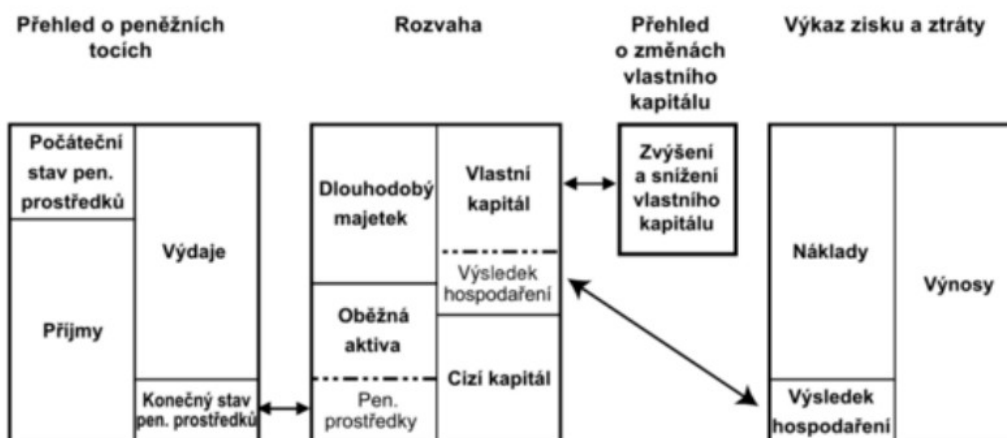 Přehled o peněžních
tocích
Rozvaha
Přehled
o změnách
vlastního
kapitálu
Výkaz zisku a ztráty
Počáteční
stav pen.
prostředků
Příjmy
Výdaje
Konečný stav
pen. prostředků
Dlouhodobý
majetek
Oběžná
aktiva
Pen.
prostředky
Vlastní
kapitál
Výsledek
hospodaření
Cizí kapitál
Zvýšení
a snížení
vlastního
kapitálu
Náklady
Výsledek
hospodaření
Výnosy